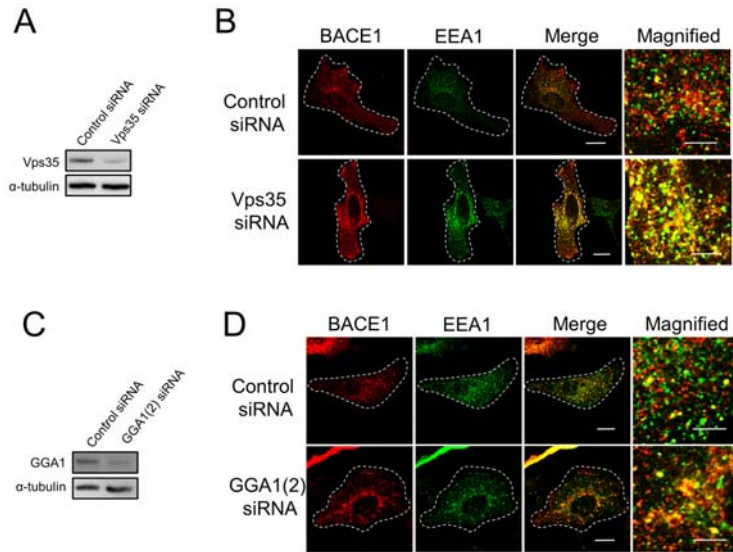 A
Control siRNA
Vps35 siRNA
Vps35
α-tubulin
B
BACE1 EEA1 Merge Magnified
Control
siRNA
Vps35
siRNA
C
Control siRNA
GGA1(2) siRNA
GGA1
α-tubulin
D
BACE1 EEA1 Merge Magnified
Control
siRNA
GGA1(2)
siRNA